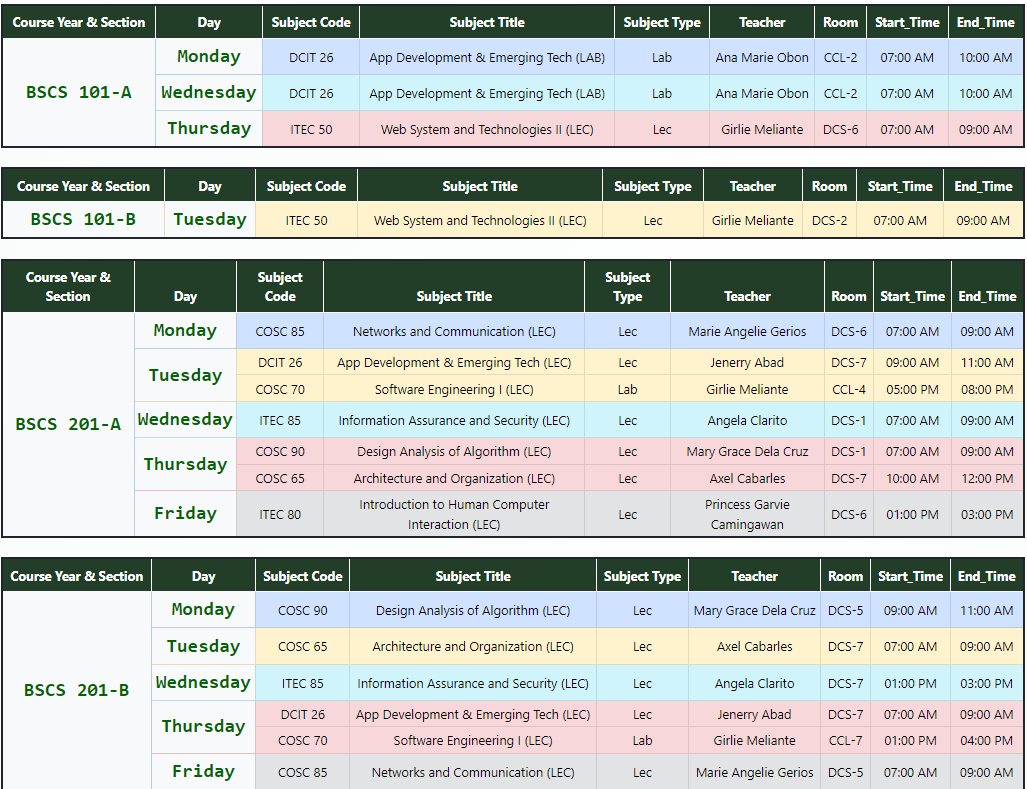 Course Year & Section Day Subject Code Subject Title Subject Type Teacher Room Start_Time End_Time
BSCS 101-A Monday DCIT 26 App Development & Emerging Tech (LAB) Lab Ana Marie Obon CCL-2 07:00 AM 10:00 AM
Wednesday DCIT 26 App Development & Emerging Tech (LAB) Lab Ana Marie Obon CCL-2 07:00 AM 10:00 AM
Thursday ITEC 50 Web System and Technologies II (LEC) Lec Girlie Meliante DCS-6 07:00 AM 09:00 AM
Course Year & Section Day Subject Code Subject Title Subject Type Teacher Room Start_Time End_Time
BSCS 101-B Tuesday ITEC 50 Web System and Technologies II (LEC) Lec Girlie Meliante DCS-2 07:00 AM 09:00 AM
Course Year & Section Day Subject Code Subject Title Subject Type Teacher Room Start_Time End_Time
BSCS 201-A Monday COSC 85 Networks and Communication (LEC) Lec Marie Angelie Gerios DCS-6 07:00 AM 09:00 AM
Tuesday DCIT 26 App Development & Emerging Tech (LEC) Lec Jenerry Abad DCS-7 09:00 AM 11:00 AM
COSC 70 Software Engineering I (LEC) Lab Girlie Meliante CCL-4 05:00 PM 08:00 PM
Wednesday ITEC 85 Information Assurance and Security (LEC) Lec Angela Clarito DCS-1 07:00 AM 09:00 AM
Thursday COSC 90 Design Analysis of Algorithm (LEC) Lec Mary Grace Dela Cruz DCS-1 07:00 AM 09:00 AM
COSC 65 Architecture and Organization (LEC) Lec Axel Cabarles DCS-7 10:00 AM 12:00 PM
Friday ITEC 80 Introduction to Human Computer Interaction (LEC) Lec Princess Garvie Camingawan DCS-6 01:00 PM 03:00 PM
Course Year & Section Day Subject Code Subject Title Subject Type Teacher Room Start_Time End_Time
BSCS 201-B Monday COSC 90 Design Analysis of Algorithm (LEC) Lec Mary Grace Dela Cruz DCS-5 09:00 AM 11:00 AM
Tuesday COSC 65 Architecture and Organization (LEC) Lec Axel Cabarles DCS-7 07:00 AM 09:00 AM
Wednesday ITEC 85 Information Assurance and Security (LEC) Lec Angela Clarito DCS-7 01:00 PM 03:00 PM
Thursday DCIT 26 App Development & Emerging Tech (LEC) Lec Jenerry Abad DCS-7 07:00 AM 09:00 AM
COSC 70 Software Engineering I (LEC) Lab Girlie Meliante CCL-7 01:00 PM 04:00 PM
Friday COSC 85 Networks and Communication (LEC) Lec Marie Angelie Gerios DCS-5 07:00 AM 09:00 AM